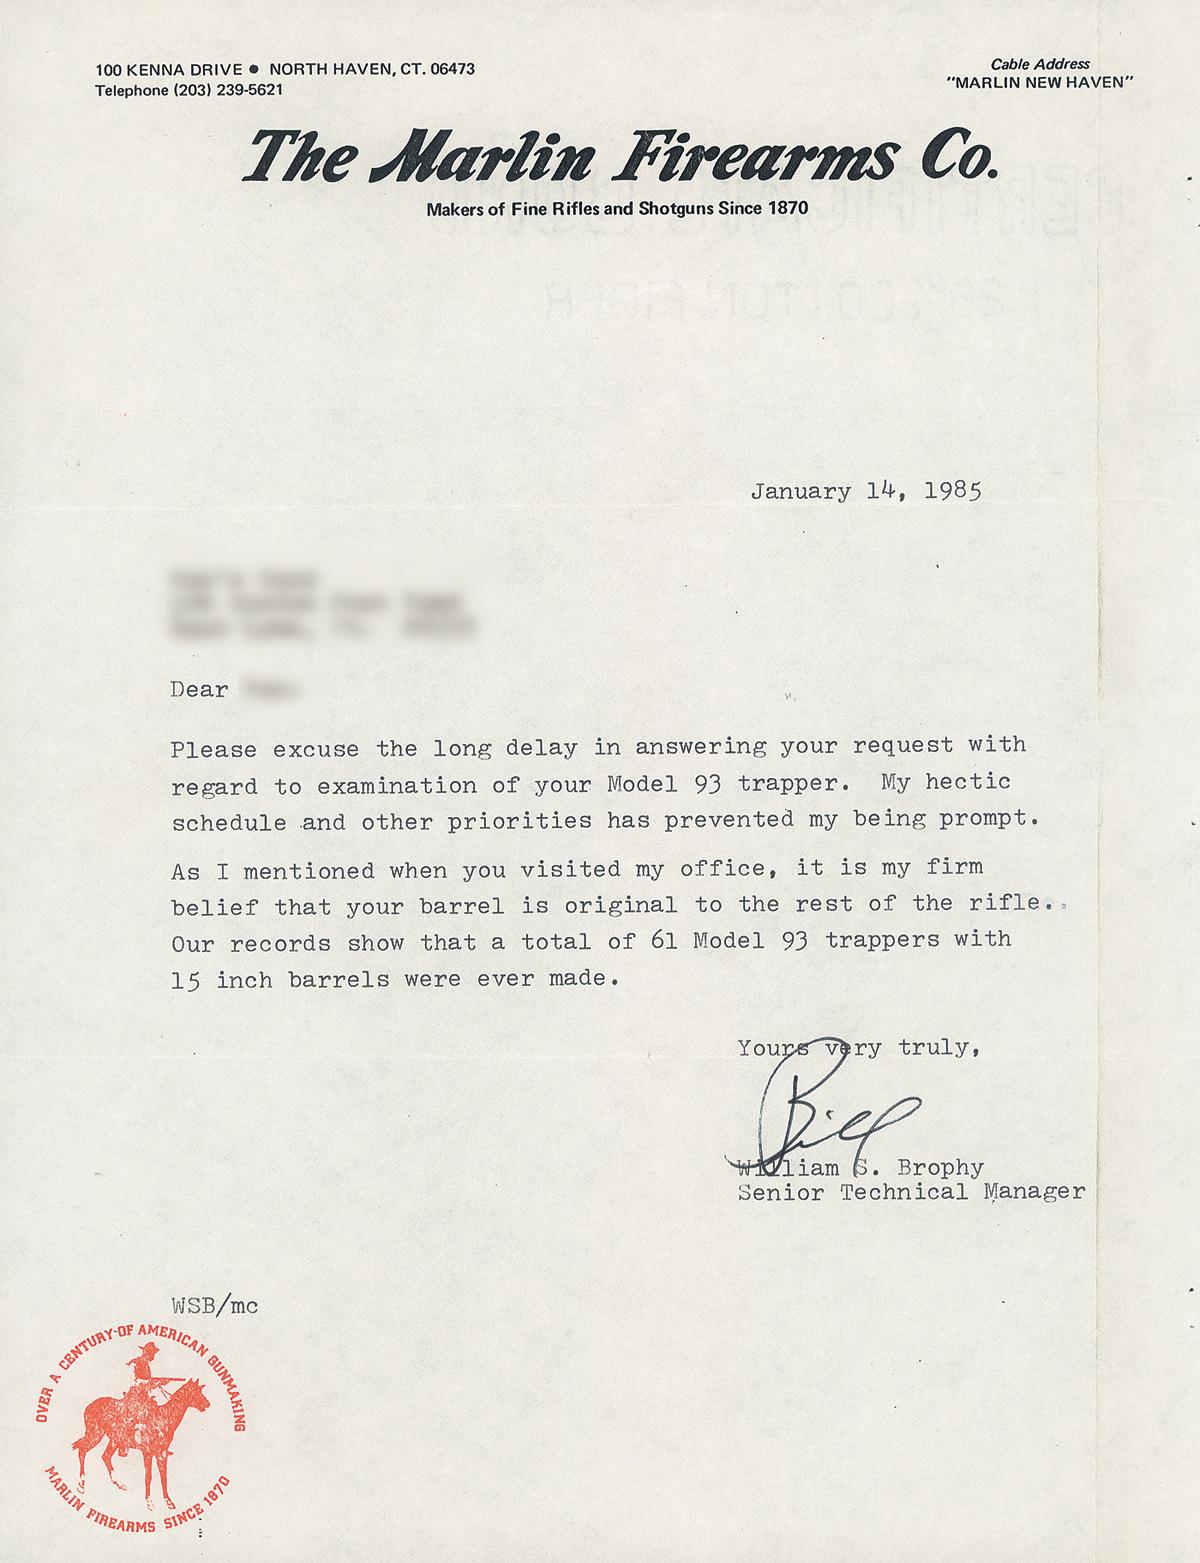 100 KENNA DRIVE ● NORTH HAVEN, CT. 06473
Telephone (203) 239-5621
Cable Address
"MARLIN NEW HAVEN"
The Marlin Firearms Co.
Makers of Fine Rifles and Shotguns Since 1870
25% COTTON FIBER
January 14, 1985
Dear
Please excuse the long delay in answering your request with
regard to examination of your Model 93 trapper. My hectic
schedule and other priorities has prevented my being prompt.
As I mentioned when you visited my office, it is my firm
belief that your barrel is original to the rest of the rifle..
Our records show that a total of 61 Model 93 trappers with
15 inch barrels were ever made.
Yours very truly,
Bill
William S. Brophy
Senior Technical Manager
WSB/mc
OVER A CENTURY OF AMERICAN GUNMAKING
MARLIN FIREARMS SINCE 1870